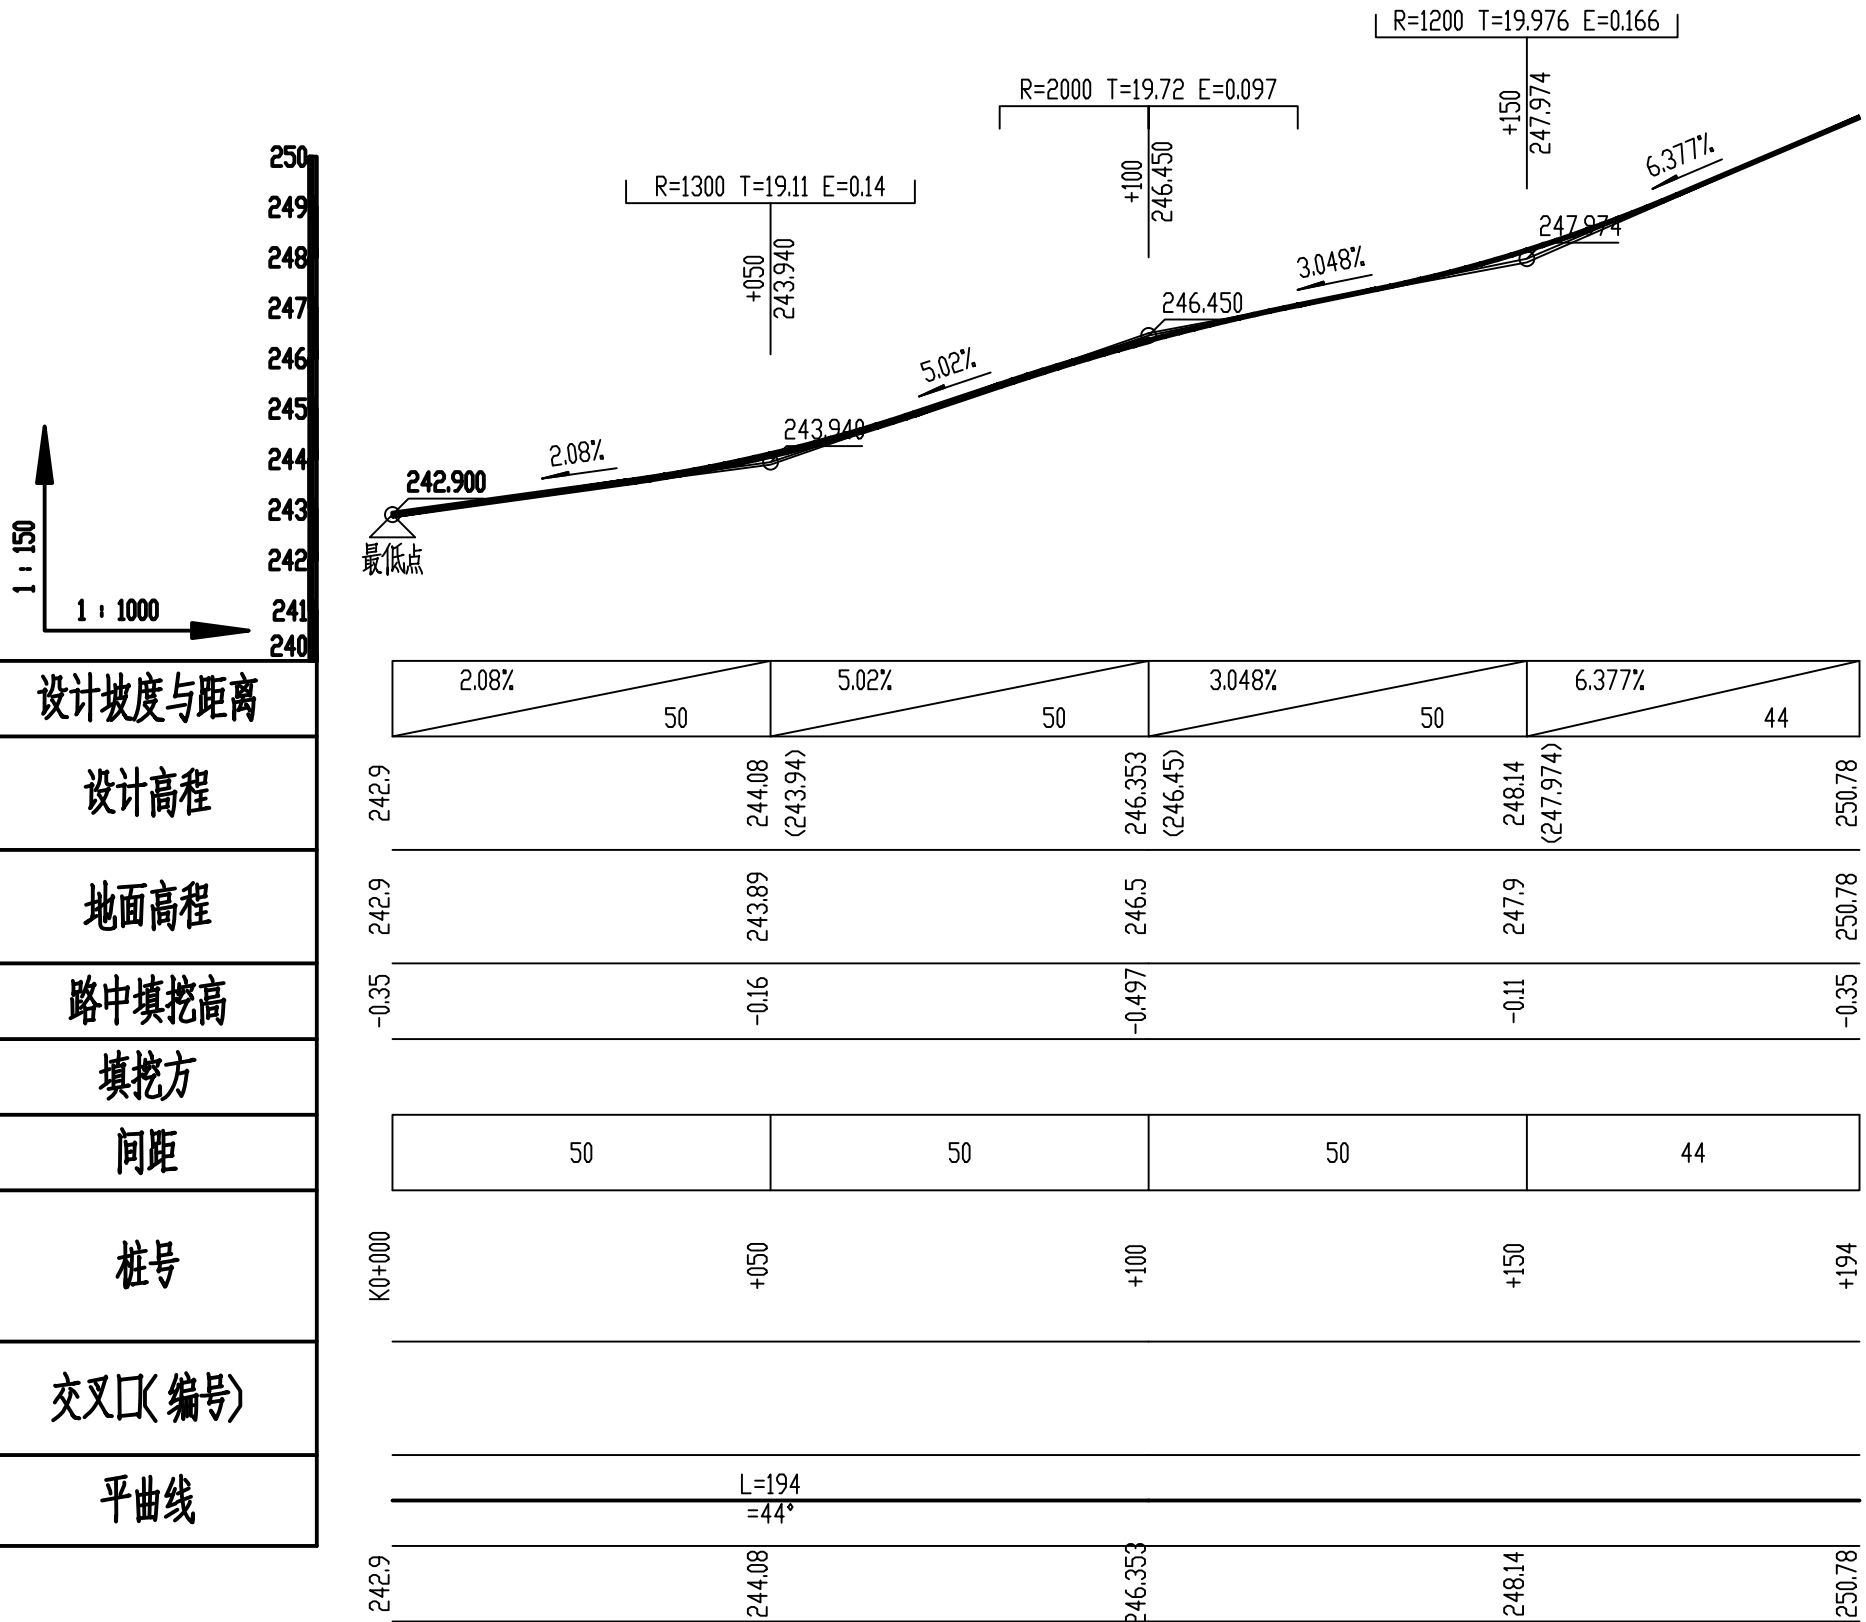 R=1200 T=19.976 E=0.166
+150
247.974
R=2000 T=19.72 E=0.097
+100
246.450
R=1300 T=19.11 E=0.14
+050
243.940
250
249
248
247
246
245
244
243
242
241
240
6.377%
247.974
3.048%
246.450
5.02%
243.940
2.08%
242.900
最低点
1 : 150
1 : 1000
设计坡度与距离
2.08% 50 5.02% 50 3.048% 50 6.377% 44
设计高程
242.9 244.08 (243.94) 246.353 (246.45) 248.14 (247.974) 250.78
地面高程
242.9 243.89 246.5 247.9 250.78
路中填挖高
-0.35 -0.16 -0.497 -0.11 -0.35
填挖方
间距
50 50 50 44
桩号
K0+000 +050 +100 +150 +194
交叉口(编号)
平曲线
L=194
=44°
242.9 244.08 246.353 248.14 250.78